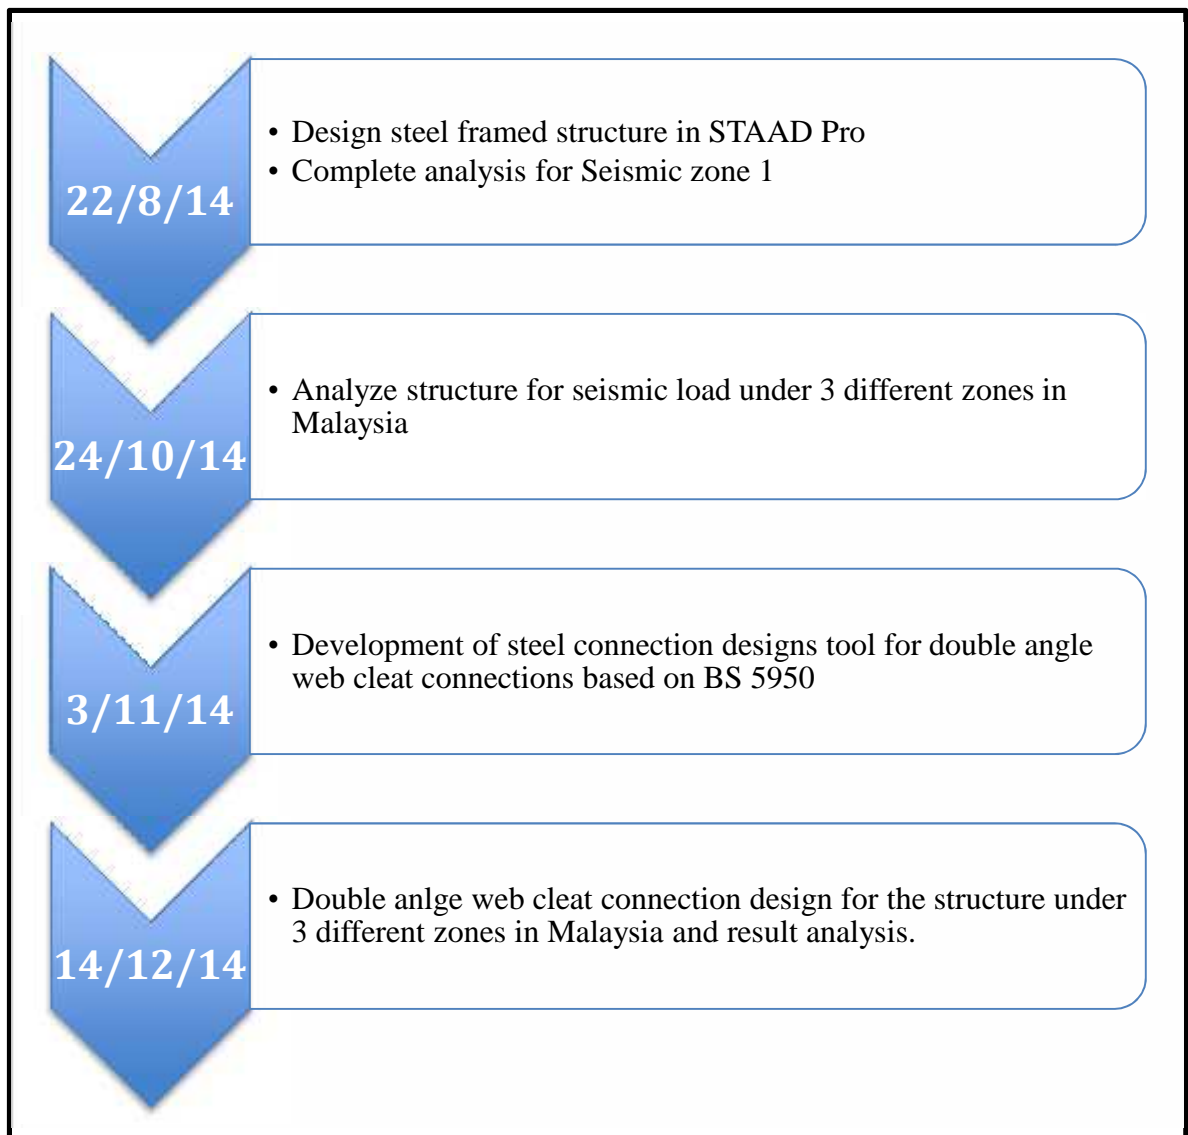 22/8/14
• Design steel framed structure in STAAD Pro
• Complete analysis for Seismic zone 1
24/10/14
• Analyze structure for seismic load under 3 different zones in
Malaysia
3/11/14
• Development of steel connection designs tool for double angle
web cleat connections based on BS 5950
14/12/14
• Double anlge web cleat connection design for the structure under
3 different zones in Malaysia and result analysis.